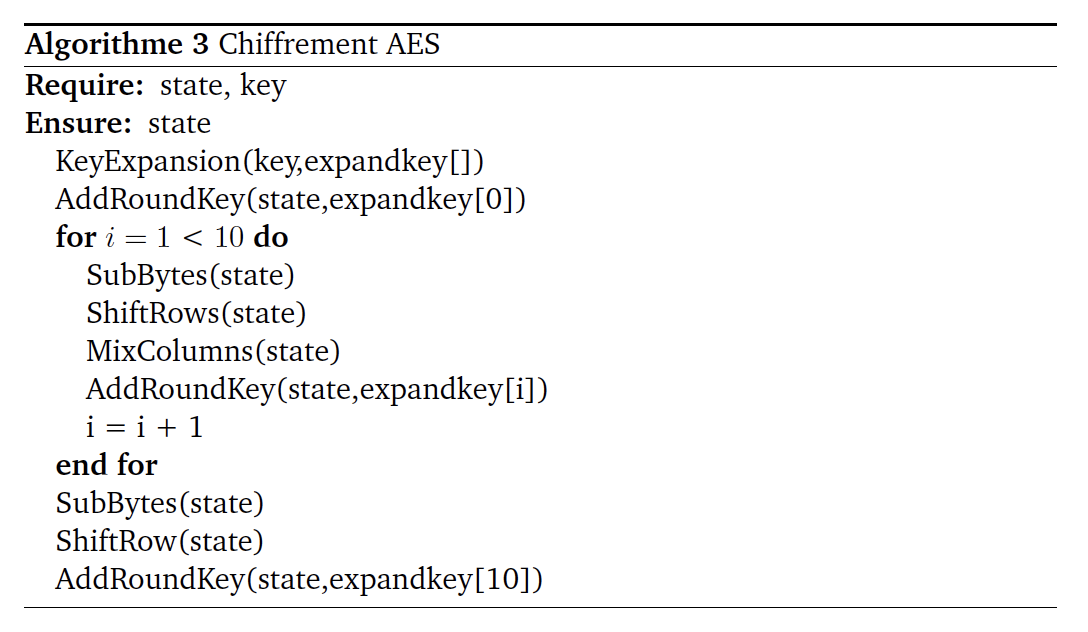 Algorithme 3 Chiffrement AES
Require: state, key
Ensure: state
KeyExpansion(key,expandkey[])
AddRoundKey(state,expandkey[0])
for i = 1 < 10 do
SubBytes(state)
ShiftRows(state)
MixColumns(state)
AddRoundKey(state,expandkey[i])
i = i + 1
end for
SubBytes(state)
ShiftRow(state)
AddRoundKey(state,expandkey[10])